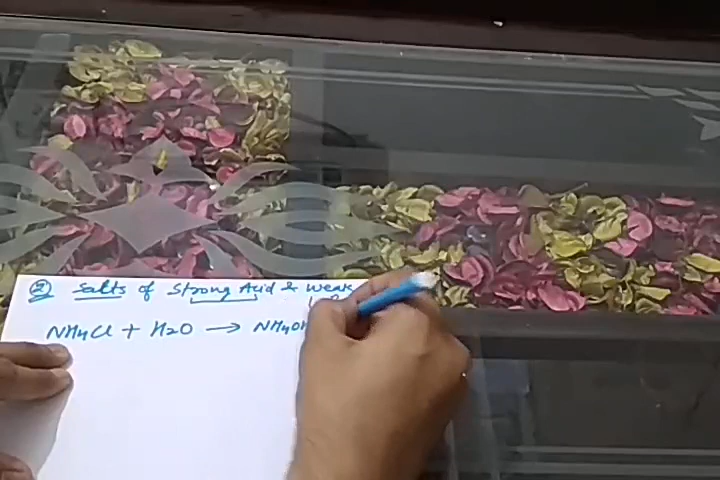 ② Salts of Strong Acid & Weak
NH4Cl + H2O → NH4OH